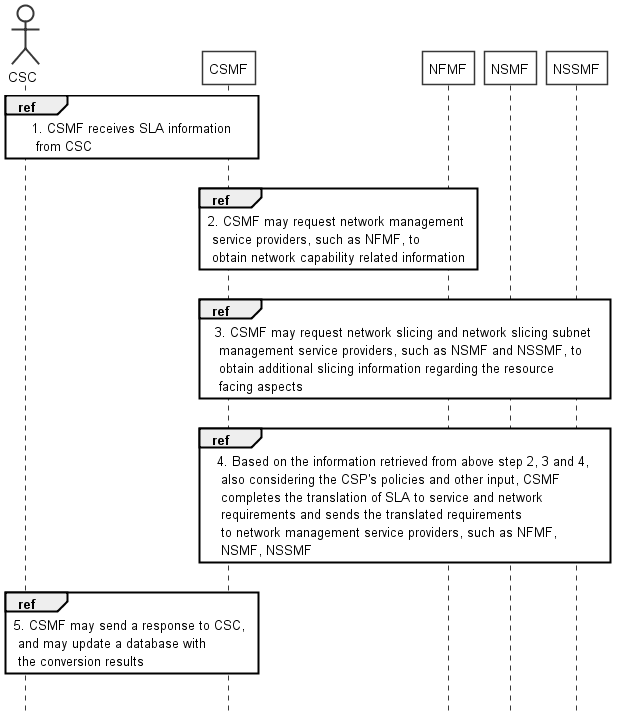 CSC
CSMF
NFMF
NSMF
NSSMF
ref
1. CSMF receives SLA information
from CSC
ref
2. CSMF may request network management
service providers, such as NFMF, to
obtain network capability related information
ref
3. CSMF may request network slicing and network slicing subnet
management service providers, such as NSMF and NSSMF, to
obtain additional slicing information regarding the resource
facing aspects
ref
4. Based on the information retrieved from above step 2, 3 and 4,
also considering the CSP's policies and other input, CSMF
completes the translation of SLA to service and network
requirements and sends the translated requirements
to network management service providers, such as NFMF,
NSMF, NSSMF
ref
5. CSMF may send a response to CSC,
and may update a database with
the conversion results